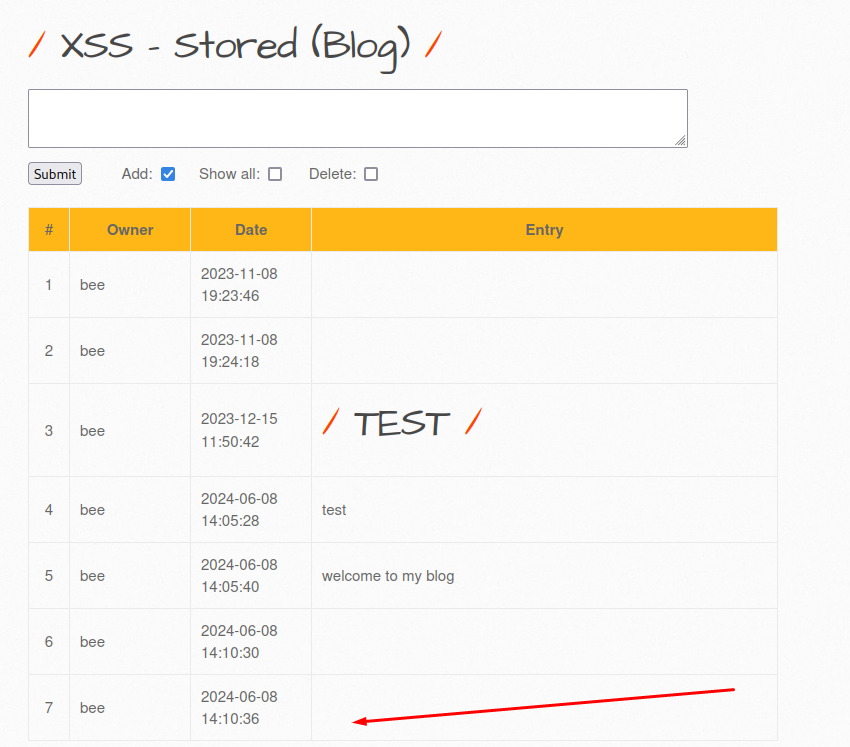 / XSS - Stored (Blog) /
Submit Add: Show all: Delete:
# Owner Date Entry
1 bee 2023-11-08
19:23:46
2 bee 2023-11-08
19:24:18
3 bee 2023-12-15
11:50:42 / TEST /
4 bee 2024-06-08
14:05:28 test
5 bee 2024-06-08
14:05:40 welcome to my blog
6 bee 2024-06-08
14:10:30
7 bee 2024-06-08
14:10:36